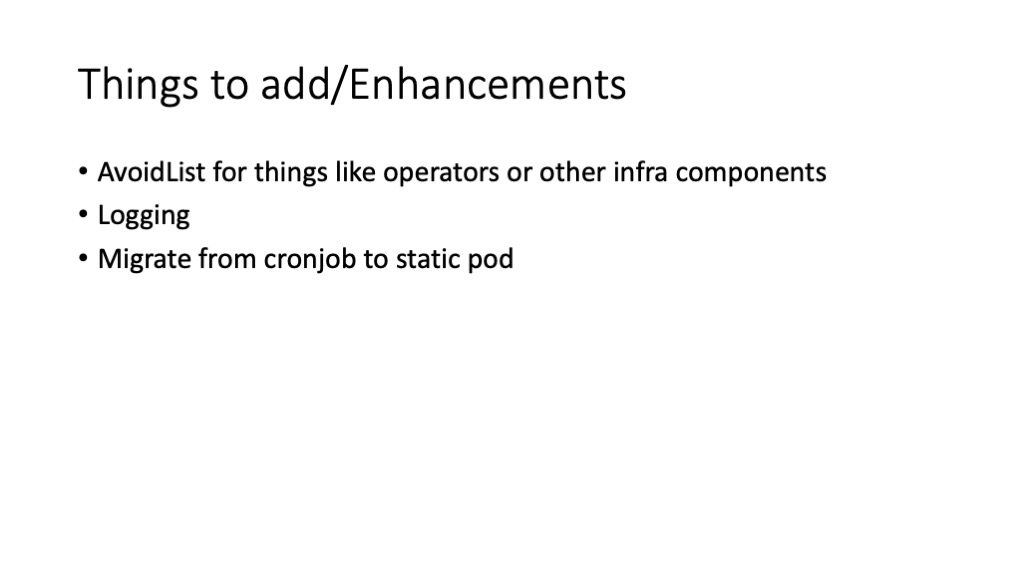 Things to add/Enhancements
• AvoidList for things like operators or other infra components
• Logging
• Migrate from cronjob to static pod